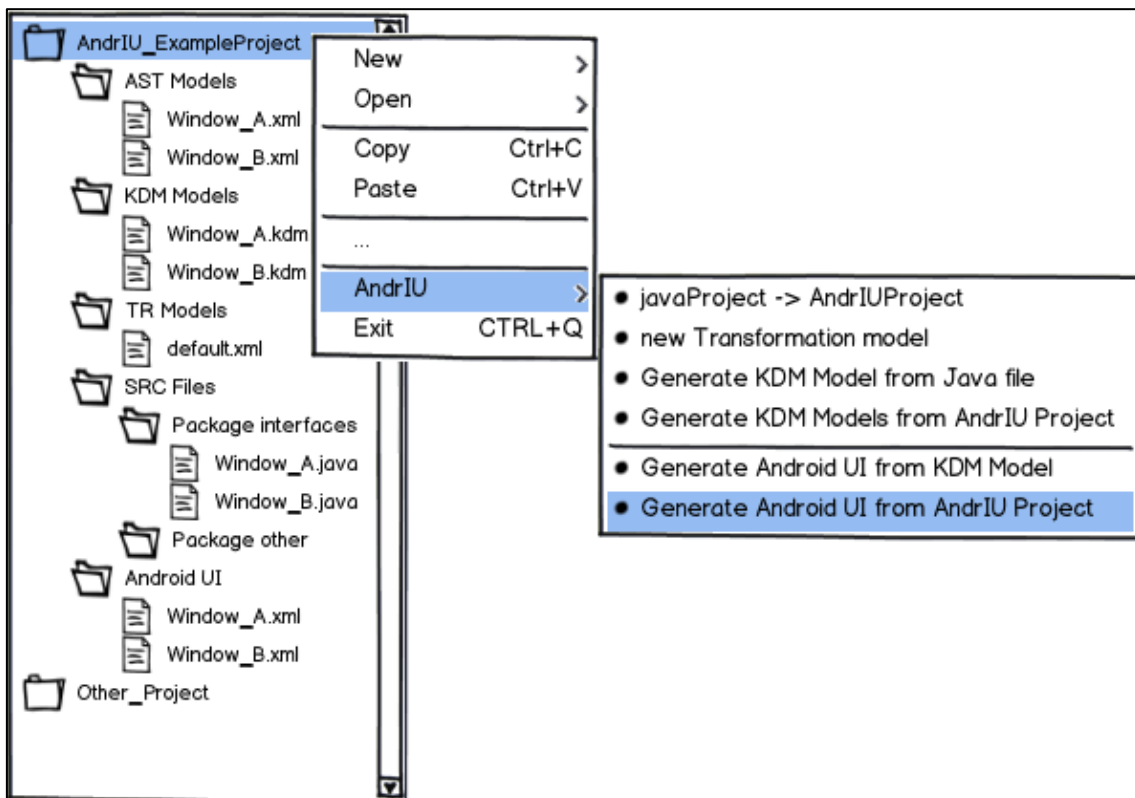 AndrIU_ExampleProject
AST Models
Window_A.xml
Window_B.xml
KDM Models
Window_A.kdm
Window_B.kdm
TR Models
default.xml
SRC Files
Package interfaces
Window_A.java
Window_B.java
Package other
Android UI
Window_A.xml
Window_B.xml
Other_Project
New
Open
Copy Ctrl+C
Paste Ctrl+V
...
AndrIU
Exit CTRL+Q
javaProject -> AndrIUProject
new Transformation model
Generate KDM Model from Java file
Generate KDM Models from AndrIU Project
Generate Android UI from KDM Model
Generate Android UI from AndrIU Project